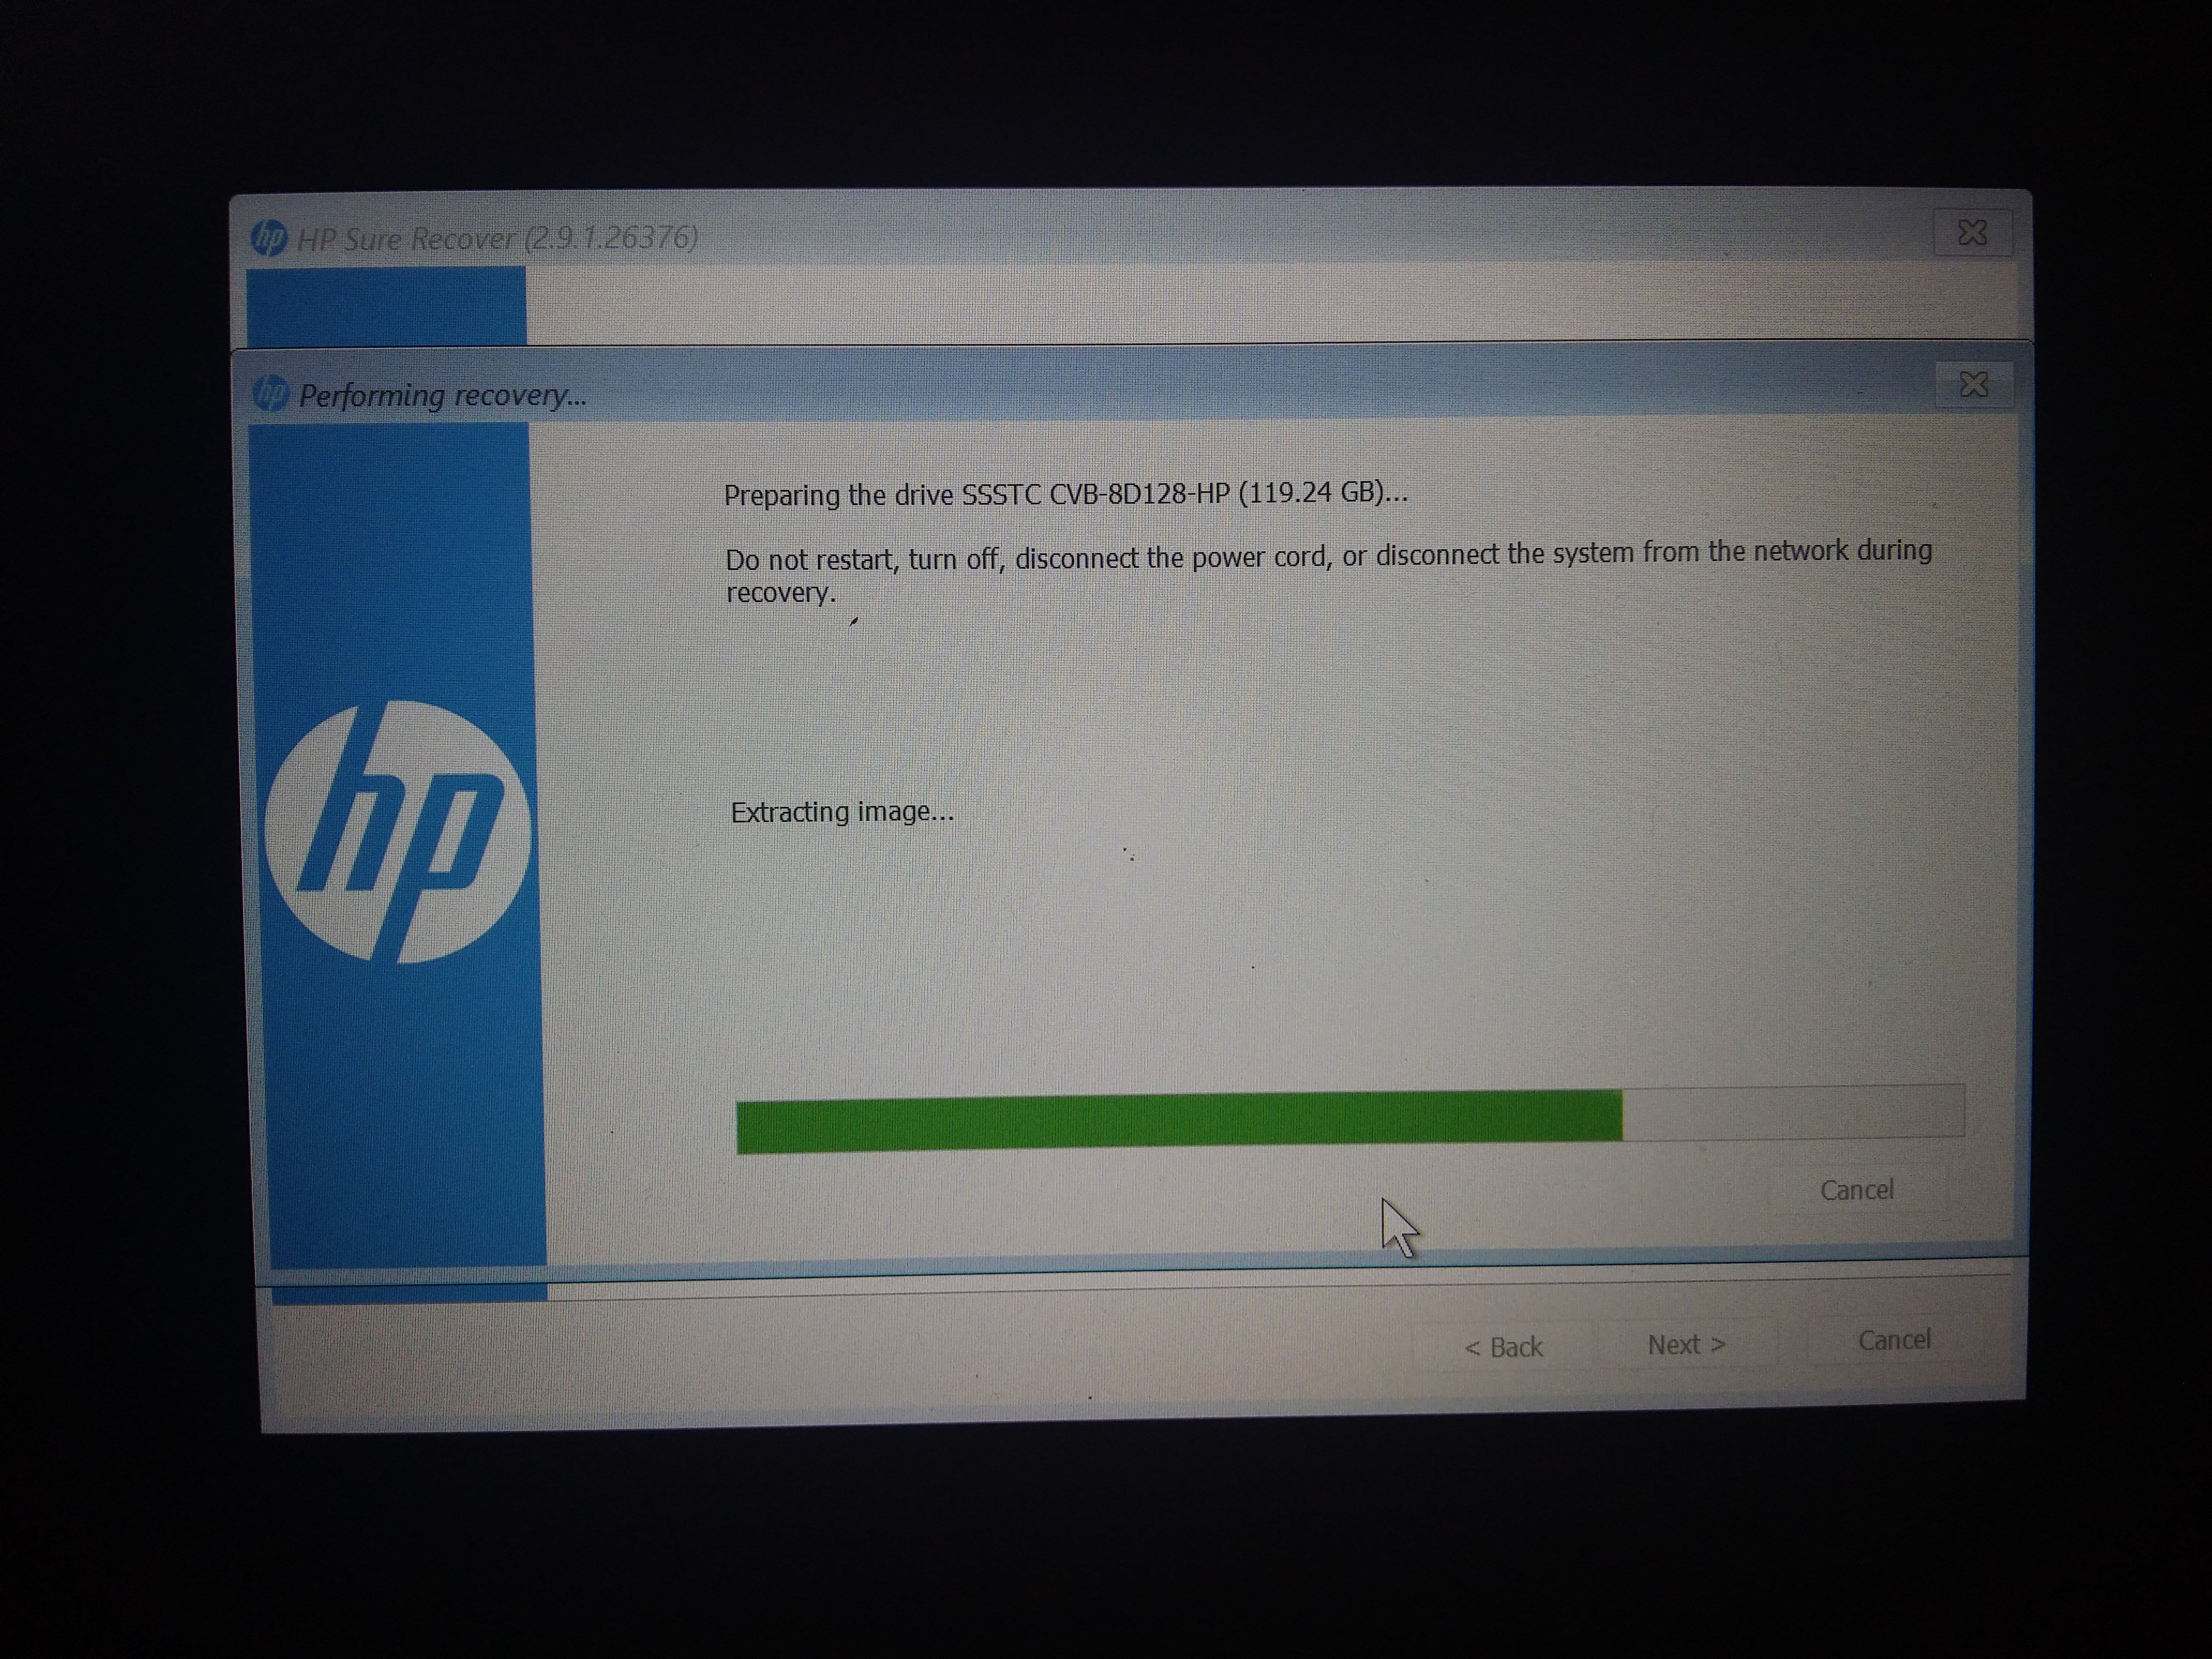 hp HP Sure Recover (2.9.1.26376)
hp Performing recovery...
Preparing the drive SSSTC CVB-8D128-HP (119.24 GB)...
Do not restart, turn off, disconnect the power cord, or disconnect the system from the network during
recovery.
hp
Extracting image...
Cancel
< Back Next > Cancel